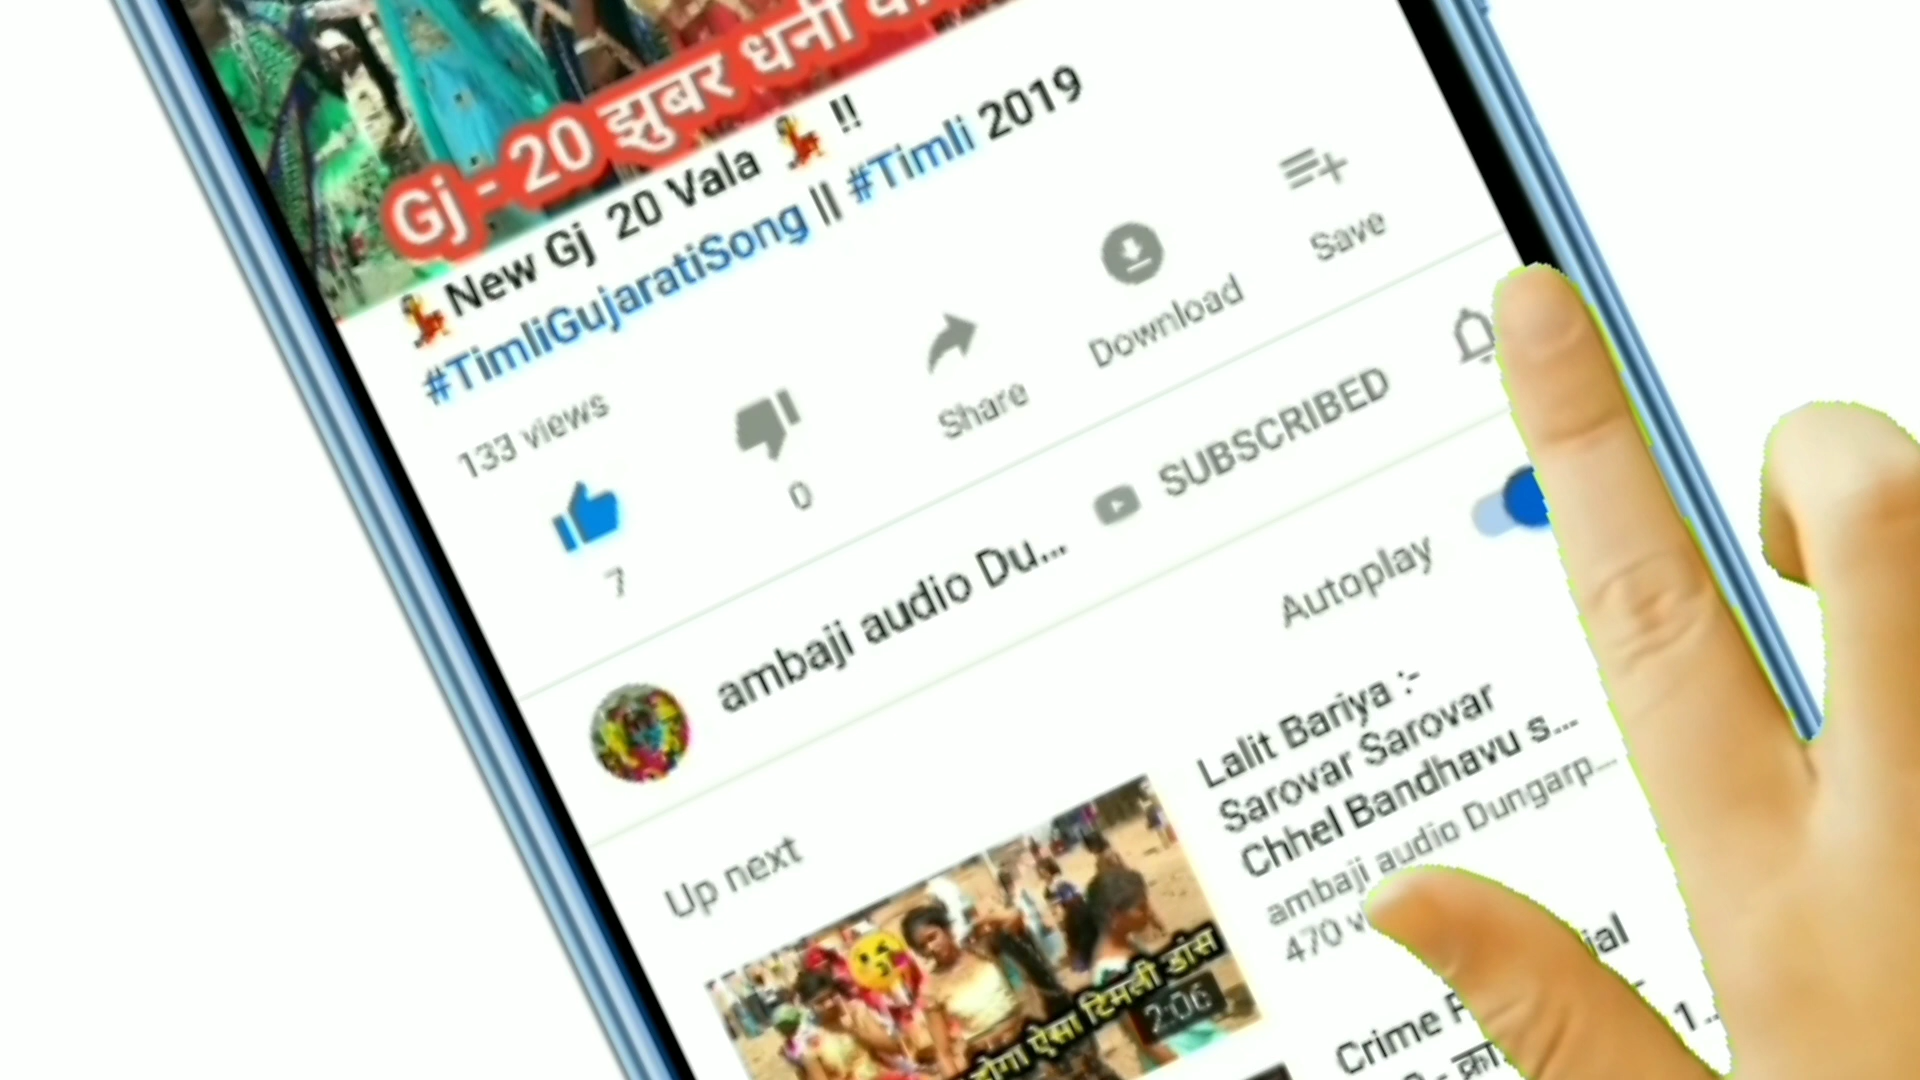 Gj - 20 झुबर धनी
💃New Gj 20 Vala 💃 !!
#TimliGujaratiSong || #Timli 2019
133 views
7
0
Share
Download
Save
ambaji audio Du...
SUBSCRIBED
Autoplay
Up next
Lalit Bariya :-
Sarovar Sarovar
Chhel Bandhavu s...
ambaji audio Dungarp...
470
ऐसा टिमली डांस
2:06
Crime